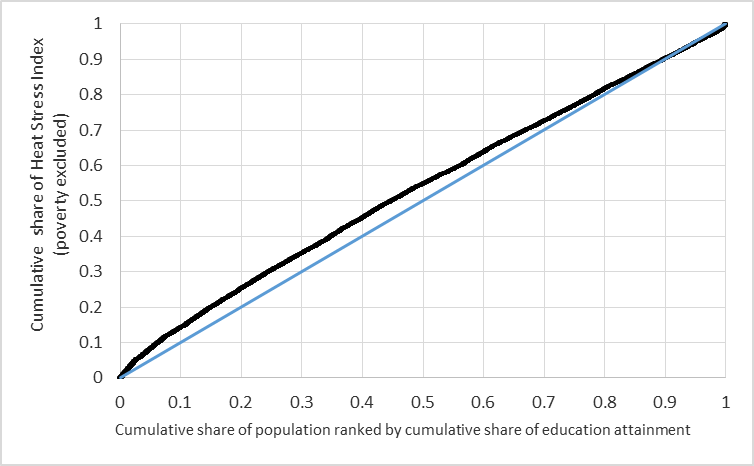 Cumulative share of Heat Stress Index
(poverty excluded)
1
0.9
0.8
0.7
0.6
0.5
0.4
0.3
0.2
0.1
0
0 0.1 0.2 0.3 0.4 0.5 0.6 0.7 0.8 0.9 1
Cumulative share of population ranked by cumulative share of education attainment